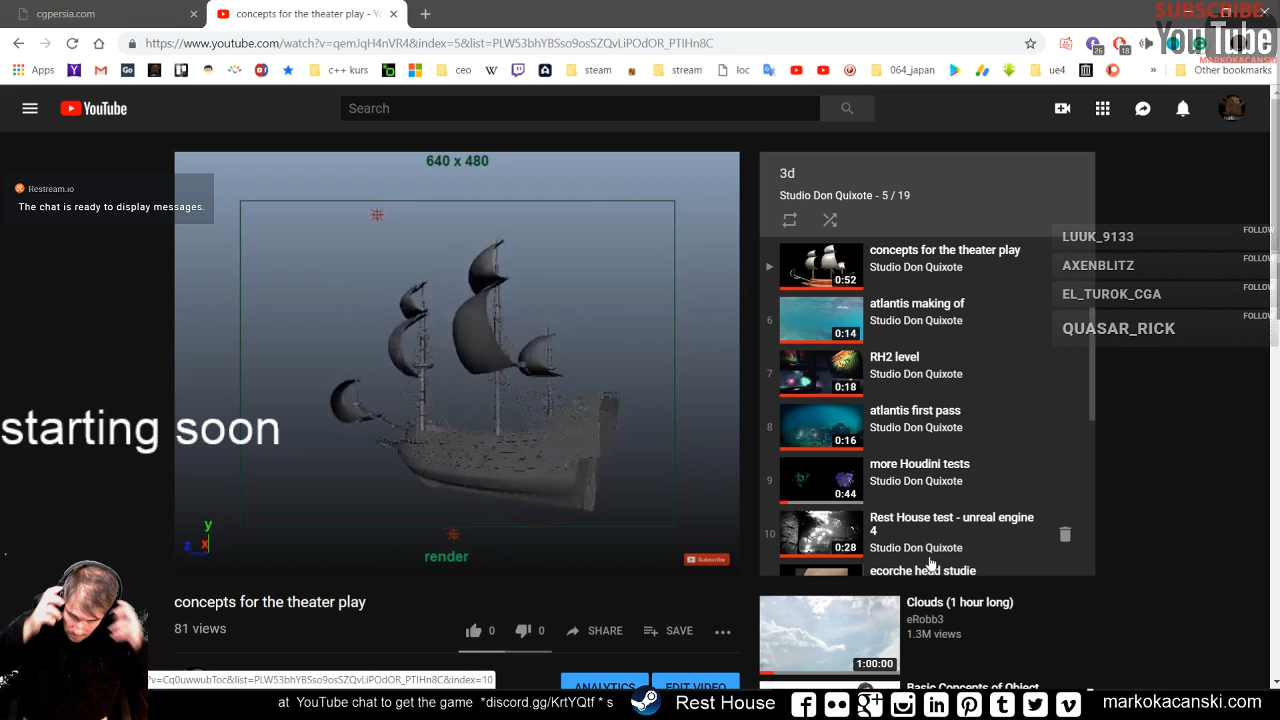 cgpersia.com
concepts for the theater play - Y
SUBSCRIBE
YouTube
MARKOKACANSKI
https://www.youtube.com/watch?v=qemJqH4nVR4&index=5&list=PLW53bhYBSso9osSZQvLiPOdOR_PTIHn8C
26
18
Apps
c++ kurs
ceo
steam
stream
loc
064_japan
ue4
»
Other bookmarks
YouTube
Search
640 x 480
Restream.io
The chat is ready to display messages.
3d
Studio Don Quixote - 5 / 19
concepts for the theater play
Studio Don Quixote
0:52
6
atlantis making of
Studio Don Quixote
0:14
7
RH2 level
Studio Don Quixote
0:18
8
atlantis first pass
Studio Don Quixote
0:16
9
more Houdini tests
Studio Don Quixote
0:44
10
Rest House test - unreal engine
4
Studio Don Quixote
0:28
ecorche head studie
FOLLOW
LUUK_9133
FOLLOW
AXENBLITZ
FOLLOW
EL_TUROK_CGA
FOLLOW
QUASAR_RICK
starting soon
y
z x
render
Subscribe
concepts for the theater play
81 views
0
0
SHARE
SAVE
Clouds (1 hour long)
eRobb3
1.3M views
1:00:00
Basic Concepts of Object
?v=Cq0uwwubToc&list=PLW53bhYBSso9osSZQvLiPOdOR_PTIHn8C&index=10
ANALYTICS
EDIT VIDEO
at YouTube chat to get the game *discord.gg/KrtYQtf * s
Rest House
markokacanski.com